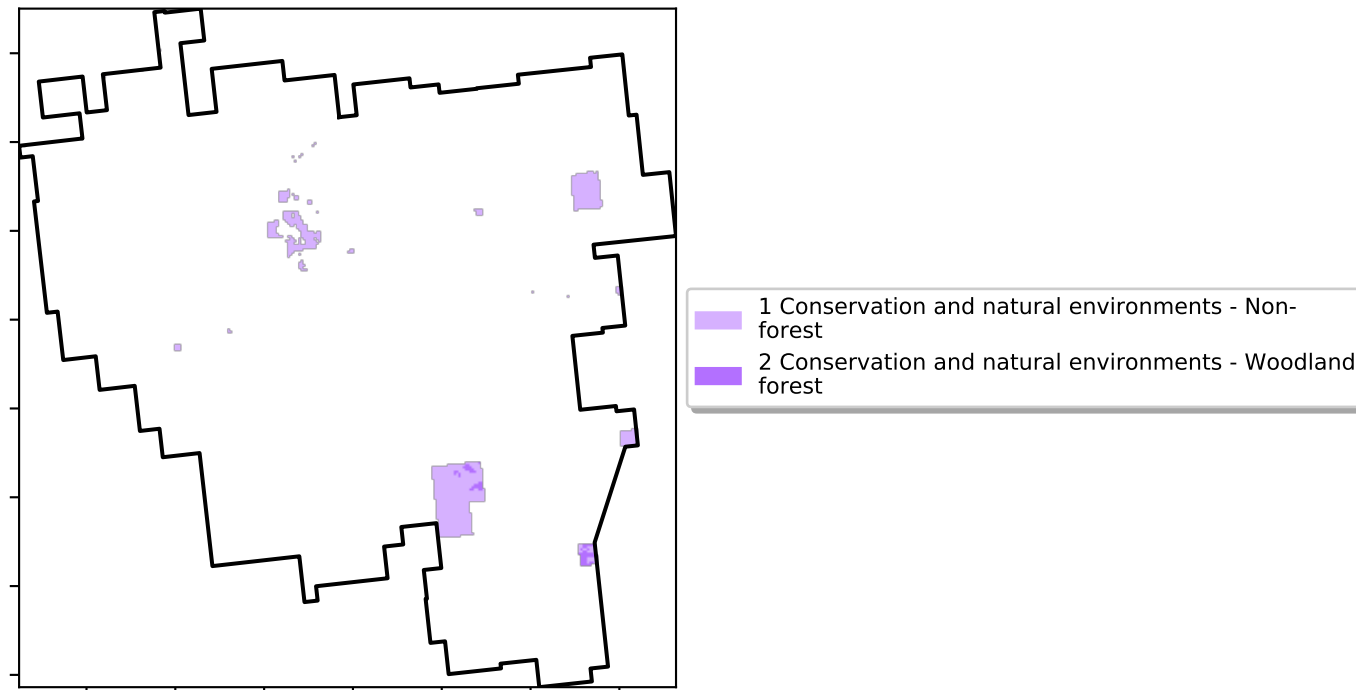 1 Conservation and natural environments - Non-
forest
2 Conservation and natural environments - Woodland
forest